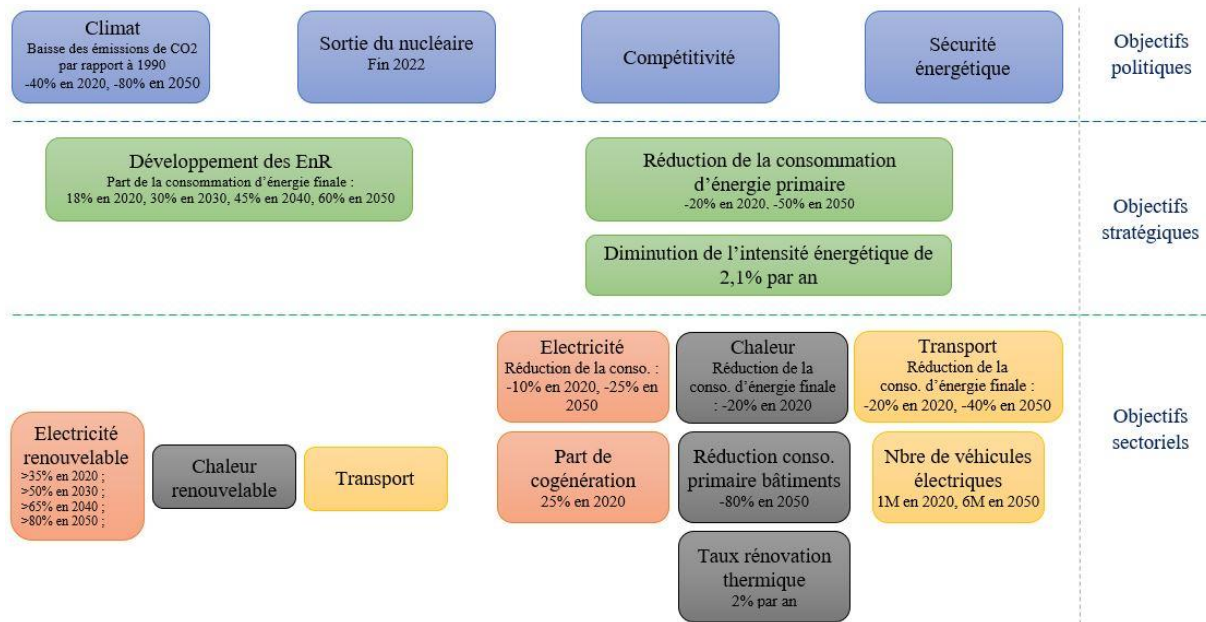 Climat
Baisse des émissions de CO2
par rapport à 1990
-40% en 2020, -80% en 2050
Sortie du nucléaire
Fin 2022
Compétitivité
Sécurité
énergétique
Objectifs
politiques
Développement des EnR
Part de la consommation d'énergie finale :
18% en 2020, 30% en 2030, 45% en 2040, 60% en 2050
Réduction de la consommation
d'énergie primaire
-20% en 2020, -50% en 2050
Diminution de l'intensité énergétique de
2,1% par an
Objectifs
stratégiques
Electricité
renouvelable
>35% en 2020 ;
>50% en 2030 ;
>65% en 2040 ;
>80% en 2050 ;
Chaleur
renouvelable
Transport
Electricité
Réduction de la conso. :
-10% en 2020, -25% en
2050
Part de
cogénération
25% en 2020
Chaleur
Réduction de la
conso. d'énergie finale
: -20% en 2020
Réduction conso.
primaire bâtiments
-80% en 2050
Taux rénovation
thermique
2% par an
Transport
Réduction de la
conso. d'énergie finale :
-20% en 2020, -40% en 2050
Nbre de véhicules
électriques
1M en 2020, 6M en 2050
Objectifs
sectoriels